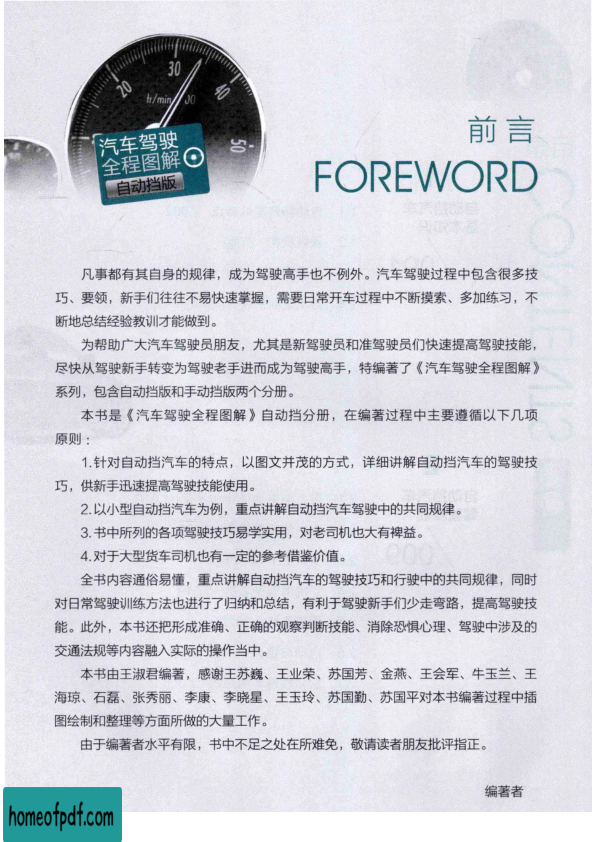 20
30
40
50
1r/min
00
汽车驾驶
全程图解
自动挡版
前言
FOREWORD
凡事都有其自身的规律，成为驾驶高手也不例外。汽车驾驶过程中包含很多技
巧、要领，新手们往往不易快速掌握，需要日常开车过程中不断摸索、多加练习，不
断地总结经验教训才能做到。
为帮助广大汽车驾驶员朋友，尤其是新驾驶员和准驾驶员们快速提高驾驶技能，
尽快从驾驶新手转变为驾驶老手进而成为驾驶高手，特编著了《汽车驾驶全程图解》
系列，包含自动挡版和手动挡版两个分册。
本书是《汽车驾驶全程图解》自动挡分册，在编著过程中主要遵循以下几项
原则：
1.针对自动挡汽车的特点，以图文并茂的方式，详细讲解自动挡汽车的驾驶技
巧，供新手迅速提高驾驶技能使用。
2.以小型自动挡汽车为例，重点讲解自动挡汽车驾驶中的共同规律。
3.书中所列的各项驾驶技巧易学实用，对老司机也大有裨益。
4.对于大型货车司机也有一定的参考借鉴价值。
全书内容通俗易懂，重点讲解自动挡汽车的驾驶技巧和行驶中的共同规律，同时
对日常驾驶训练方法也进行了归纳和总结，有利于驾驶新手们少走弯路，提高驾驶技
能。此外，本书还把形成准确、正确的观察判断技能、消除恐惧心理、驾驶中涉及的
交通法规等内容融入实际的操作当中。
本书由王淑君编著，感谢王苏巍、王业荣、苏国芳、金燕、王会军、牛玉兰、王
海琼、石磊、张秀丽、李康、李晓星、王玉玲、苏国勤、苏国平对本书编著过程中插
图绘制和整理等方面所做的大量工作。
由于编著者水平有限，书中不足之处在所难免，敬请读者朋友批评指正。
编著者
homeofpdf.com